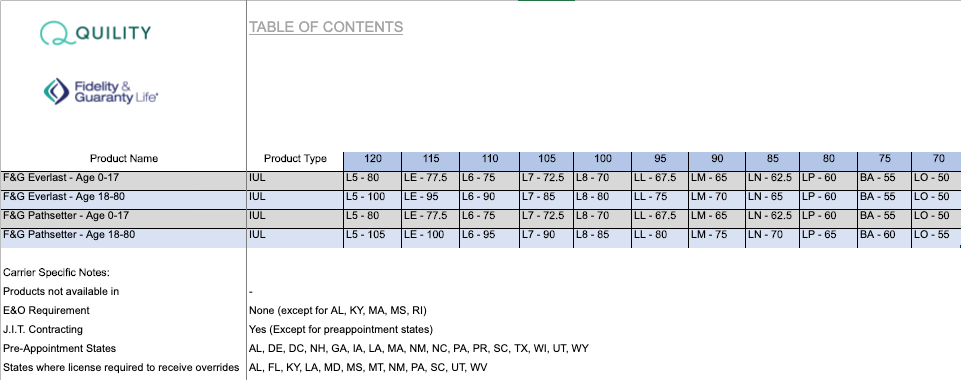 QUILITY
TABLE OF CONTENTS
Fidelity &
Guaranty Life
Product Name Product Type 120 115 110 105 100 95 90 85 80 75 70
F&G Everlast - Age 0-17 IUL L5 - 80 LE - 77.5 L6 - 75 L7 - 72.5 L8 - 70 LL - 67.5 LM - 65 LN - 62.5 LP - 60 BA - 55 LO - 50
F&G Everlast - Age 18-80 IUL L5 - 100 LE - 95 L6 - 90 L7 - 85 L8 - 80 LL - 75 LM - 70 LN - 65 LP - 60 BA - 55 LO - 50
F&G Pathsetter - Age 0-17 IUL L5 - 80 LE - 77.5 L6 - 75 L7 - 72.5 L8 - 70 LL - 67.5 LM - 65 LN - 62.5 LP - 60 BA - 55 LO - 50
F&G Pathsetter - Age 18-80 IUL L5 - 105 LE - 100 L6 - 95 L7 - 90 L8 - 85 LL - 80 LM - 75 LN - 70 LP - 65 BA - 60 LO - 55
Carrier Specific Notes:
Products not available in -
E&O Requirement None (except for AL, KY, MA, MS, RI)
J.I.T. Contracting Yes (Except for preappointment states)
Pre-Appointment States AL, DE, DC, NH, GA, IA, LA, MA, NM, NC, PA, PR, SC, TX, WI, UT, WY
States where license required to receive overrides AL, FL, KY, LA, MD, MS, MT, NM, PA, SC, UT, WV